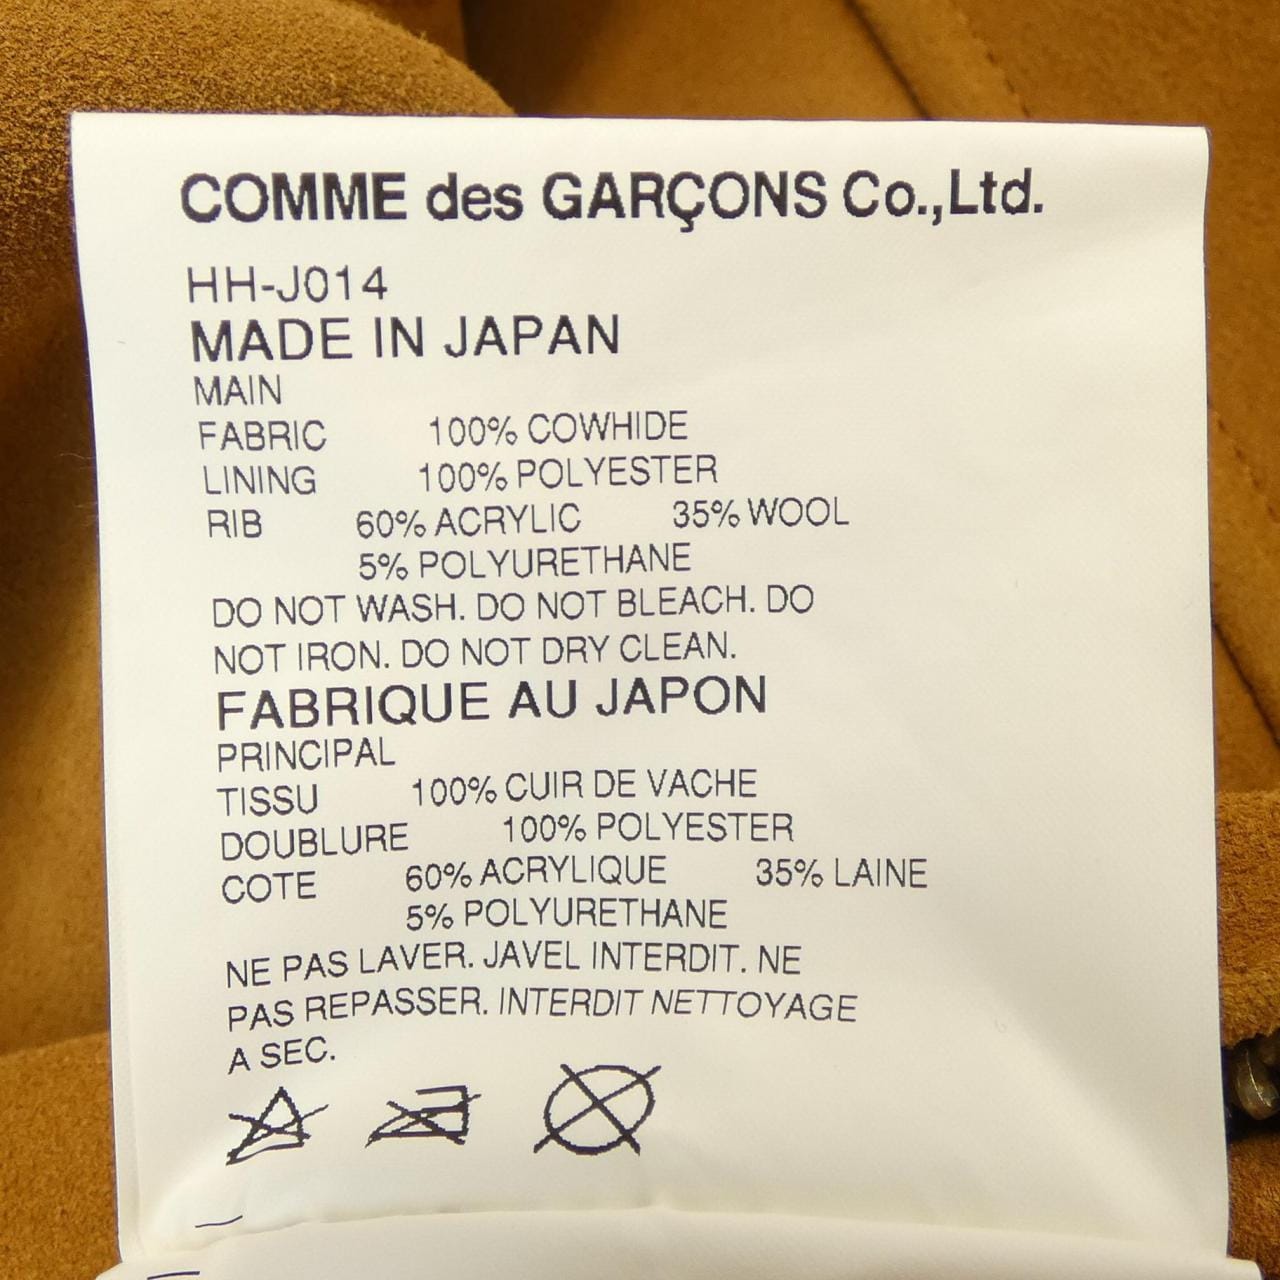 COMME des GARÇONS Co.,Ltd.
HH-J014
MADE IN JAPAN
MAIN
FABRIC 100% COWHIDE
LINING 100% POLYESTER
RIB 60% ACRYLIC 35% WOOL
5% POLYURETHANE
DO NOT WASH. DO NOT BLEACH. DO
NOT IRON. DO NOT DRY CLEAN.
FABRIQUE AU JAPON
PRINCIPAL
TISSU 100% CUIR DE VACHE
DOUBLURE 100% POLYESTER
COTE 60% ACRYLIQUE 35% LAINE
5% POLYURETHANE
NE PAS LAVER. JAVEL INTERDIT. NE
PAS REPASSER. INTERDIT NETTOYAGE
A SEC.